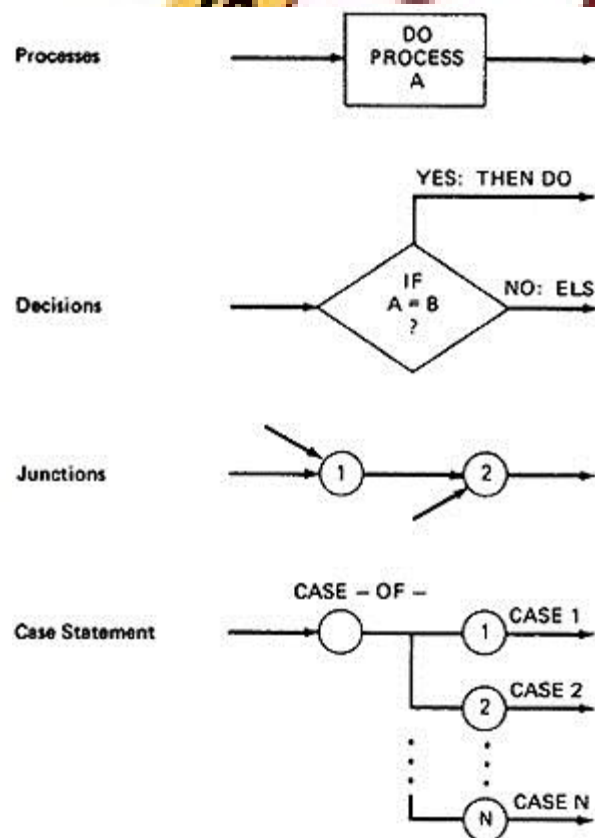 Processes
DO
PROCESS
A
YES: THEN DO
Decisions
IF
A = B
?
NO: ELS
Junctions
1
2
CASE – OF –
Case Statement
1
CASE 1
2
CASE 2
N
CASE N